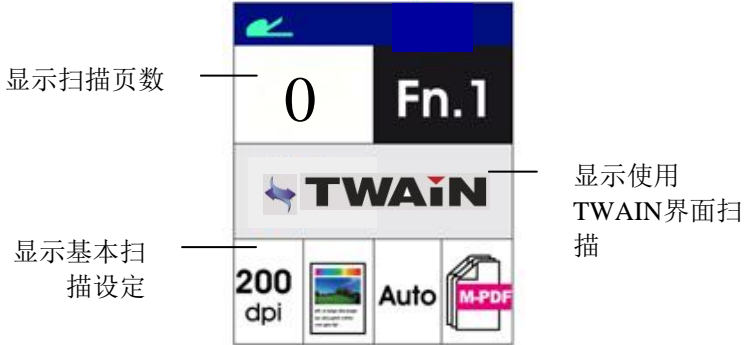 显示扫描页数
0
Fn.1
TWAIN
显示使用
TWAIN界面扫
描
显示基本扫
描设定
200
dpi
Auto
M-PDF